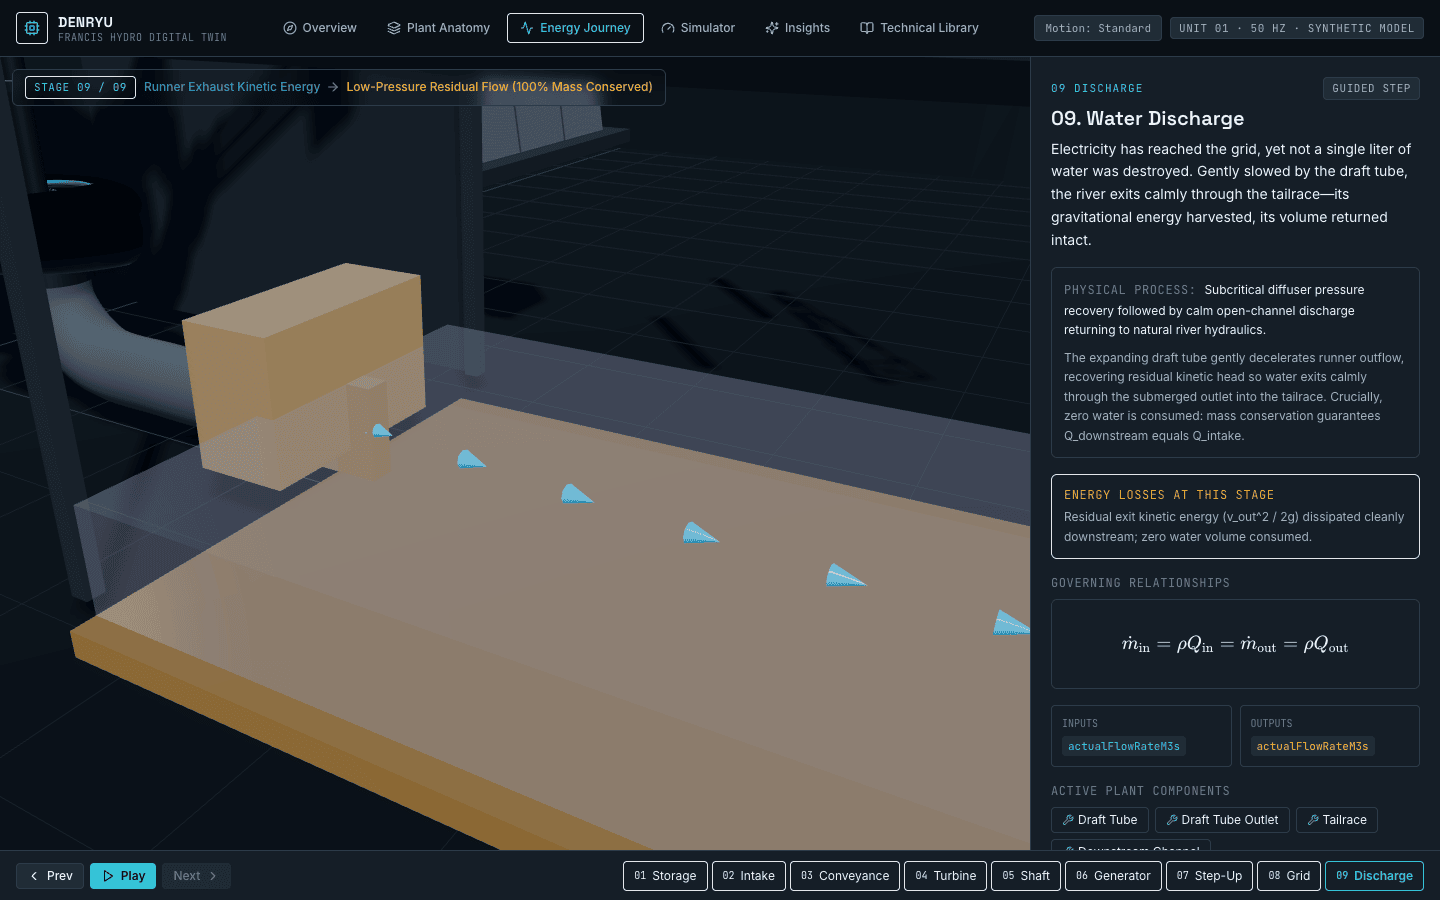 DENRYU
FRANCIS HYDRO DIGITAL TWIN
Overview
Plant Anatomy
Energy Journey
Simulator
Insights
Technical Library
Motion: Standard
UNIT 01 · 50 HZ · SYNTHETIC MODEL
STAGE 09 / 09
Runner Exhaust Kinetic Energy → Low-Pressure Residual Flow (100% Mass Conserved)
09 DISCHARGE
GUIDED STEP
09. Water Discharge
Electricity has reached the grid, yet not a single liter of
water was destroyed. Gently slowed by the draft tube,
the river exits calmly through the tailrace—its
gravitational energy harvested, its volume returned
intact.
PHYSICAL PROCESS: Subcritical diffuser pressure
recovery followed by calm open-channel discharge
returning to natural river hydraulics.
The expanding draft tube gently decelerates runner outflow,
recovering residual kinetic head so water exits calmly
through the submerged outlet into the tailrace. Crucially,
zero water is consumed: mass conservation guarantees
Q_downstream equals Q_intake.
ENERGY LOSSES AT THIS STAGE
Residual exit kinetic energy (v_out^2 / 2g) dissipated cleanly
downstream; zero water volume consumed.
GOVERNING RELATIONSHIPS
ṁin = ρQin = ṁout = ρQout
INPUTS
actualFlowRateM3s
OUTPUTS
actualFlowRateM3s
ACTIVE PLANT COMPONENTS
Draft Tube
Draft Tube Outlet
Tailrace
Downstream Channel
Prev
Play
Next
01 Storage
02 Intake
03 Conveyance
04 Turbine
05 Shaft
06 Generator
07 Step-Up
08 Grid
09 Discharge